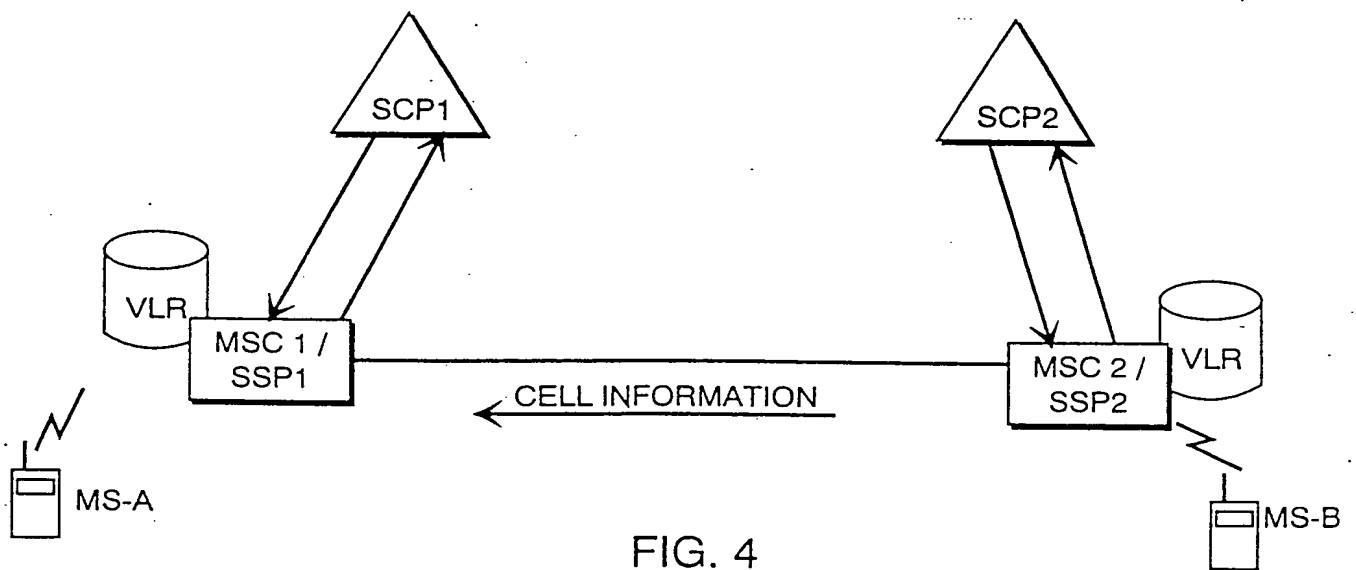 SCP1
SCP2
VLR
MSC 1 /
SSP1
CELL INFORMATION
MSC 2 /
SSP2
VLR
MS-A
MS-B
FIG. 4